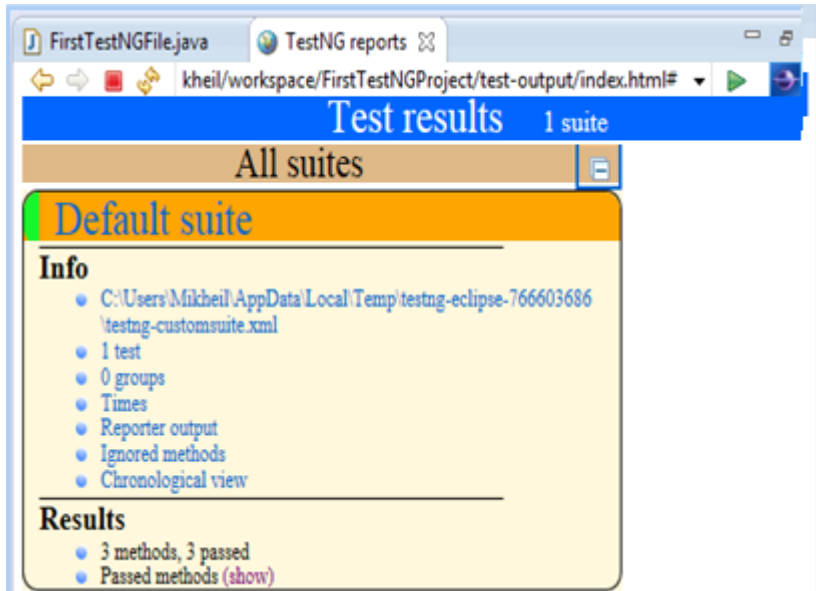 FirstTestNGFile.java TestNG reports
kheil/workspace/FirstTestNGProject/test-output/index.html#
Test results 1 suite
All suites
Default suite
Info
C:\Users\Mikheil\AppData\Local\Temp\testng-eclipse-766603686
\testng-customsuite.xml
1 test
0 groups
Times
Reporter output
Ignored methods
Chronological view
Results
3 methods, 3 passed
Passed methods (show)